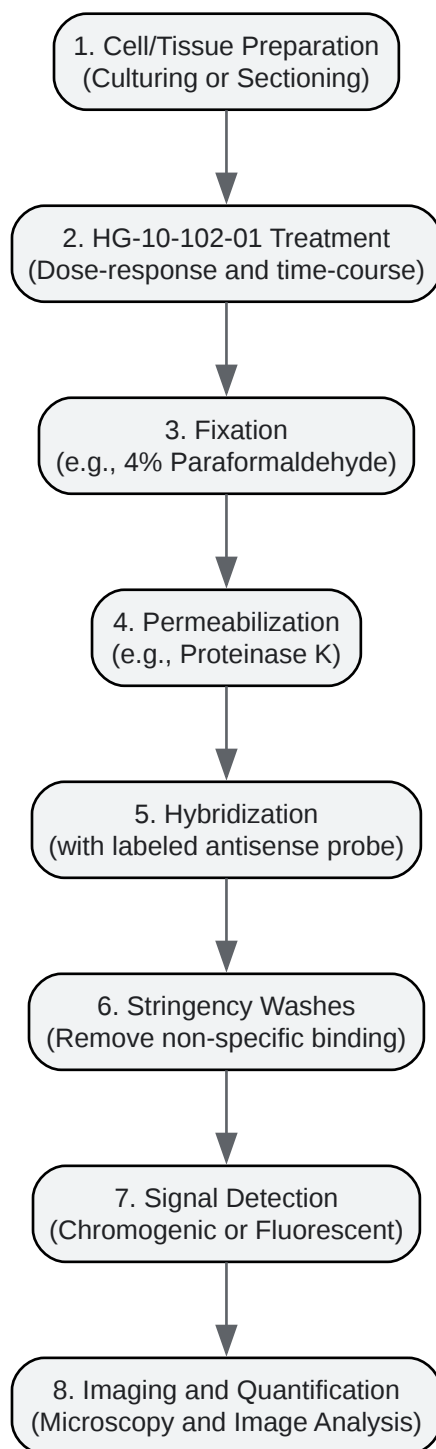 1. Cell/Tissue Preparation
(Culturing or Sectioning)
2. HG-10-102-01 Treatment
(Dose-response and time-course)
3. Fixation
(e.g., 4% Paraformaldehyde)
4. Permeabilization
(e.g., Proteinase K)
5. Hybridization
(with labeled antisense probe)
6. Stringency Washes
(Remove non-specific binding)
7. Signal Detection
(Chromogenic or Fluorescent)
8. Imaging and Quantification
(Microscopy and Image Analysis)